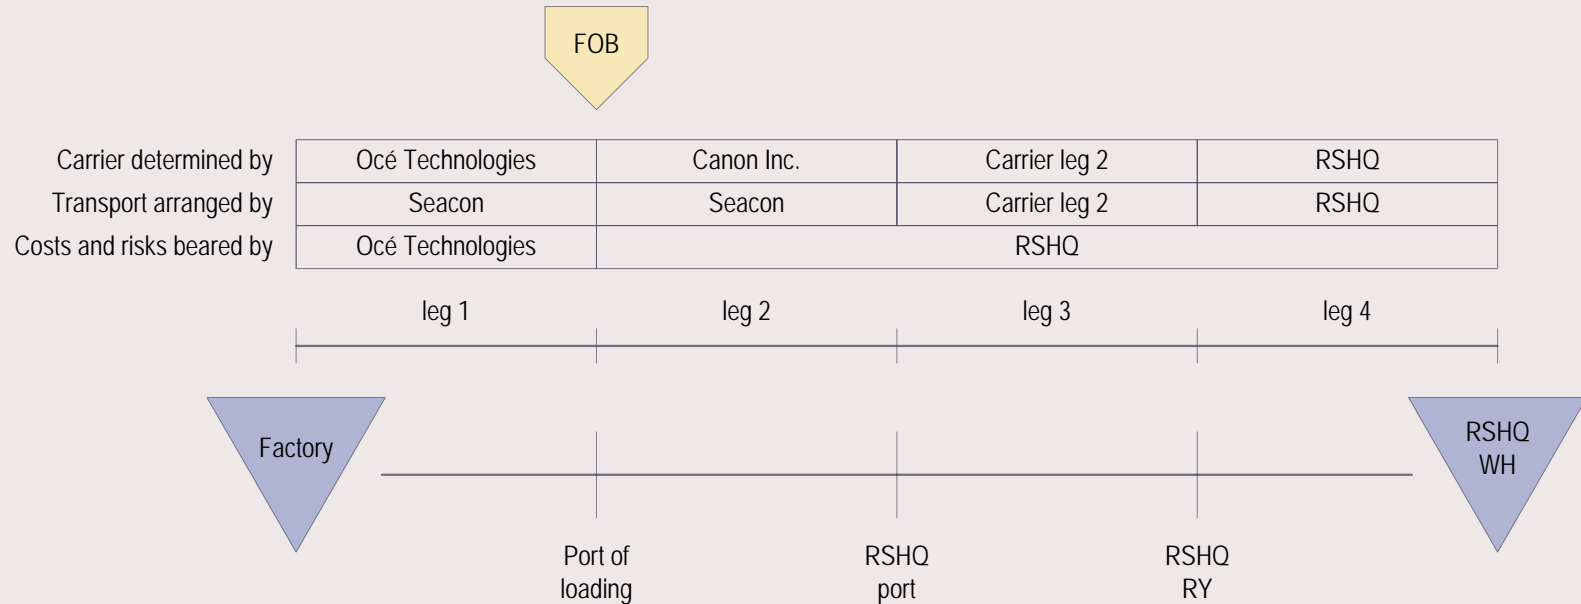 FOB
Carrier determined by Océ Technologies Canon Inc. Carrier leg 2 RSHQ
Transport arranged by Seacon Seacon Carrier leg 2 RSHQ
Costs and risks beared by Océ Technologies RSHQ
leg 1 leg 2 leg 3 leg 4
Factory
RSHQ
WH
Port of
loading
RSHQ
port
RSHQ
RY